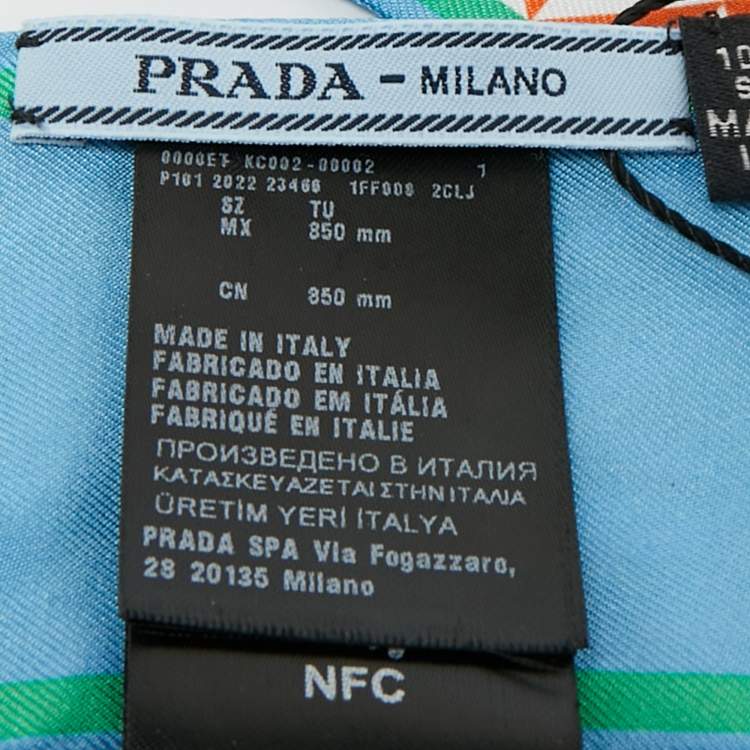 PRADA - MILANO
0000ET KC002-00002 1
P101 2022 23466 1FF008 2CLJ
SZ TU
MX 850 mm
CN 850 mm
MADE IN ITALY
FABRICADO EN ITALIA
FABRICADO EM ITÁLIA
FABRIQUÉ EN ITALIE
ПРОИЗВЕДЕНО В ИТАЛИЯ
ΚΑΤΑΣΚΕΥΑΖΕΤΑΙ ΣΤΗΝ ΙΤΑΛΙΑ
ÜRETİM YERİ İTALYA
PRADA SPA Via Fogazzaro,
28 20135 Milano
NFC